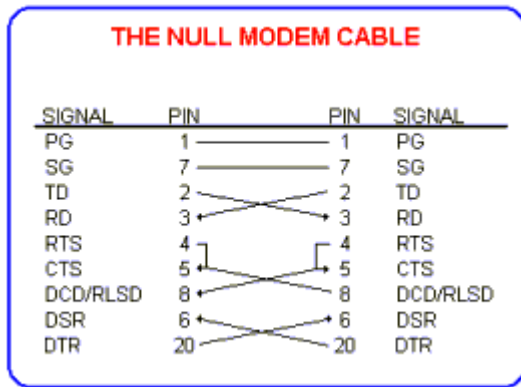 THE NULL MODEM CABLE
SIGNAL PIN PIN SIGNAL
PG 1 1 PG
SG 7 7 SG
TD 2 2 TD
RD 3 3 RD
RTS 4 4 RTS
CTS 5 5 CTS
DCD/RLSD 8 8 DCD/RLSD
DSR 6 6 DSR
DTR 20 20 DTR